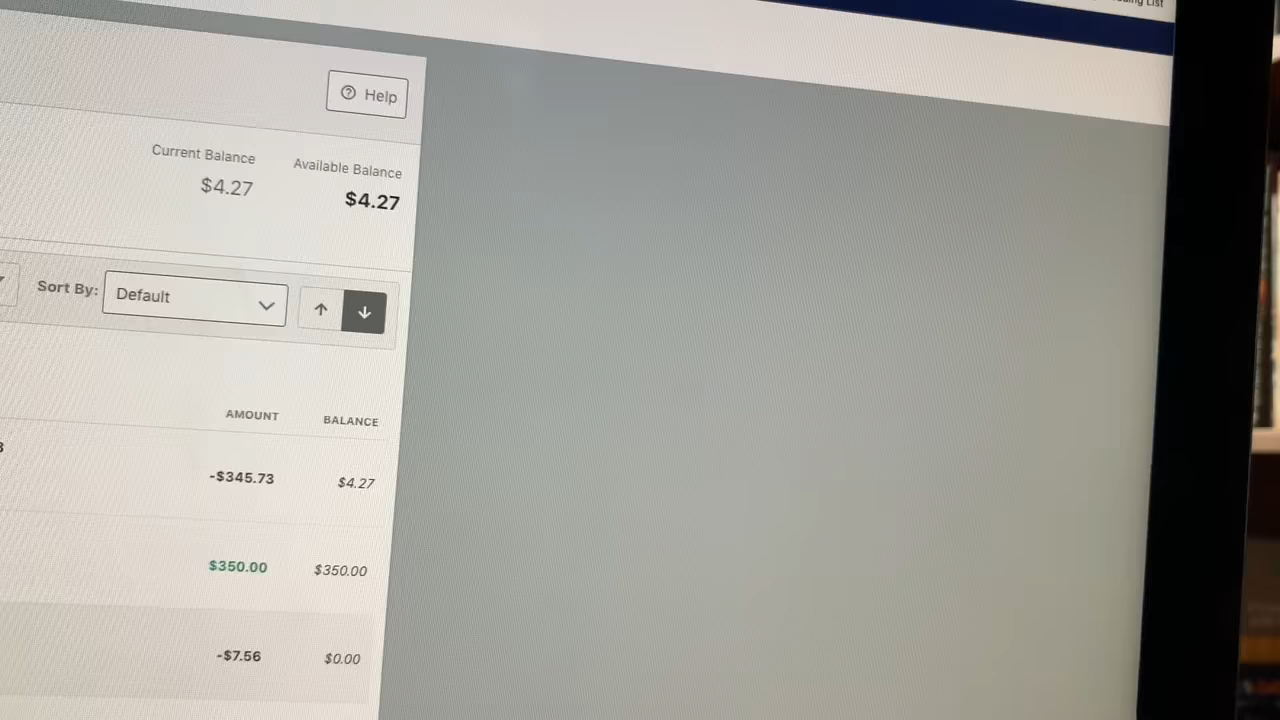 List
Help
Current Balance Available Balance
$4.27 $4.27
Sort By: Default
AMOUNT BALANCE
-$345.73 $4.27
$350.00 $350.00
-$7.56 $0.00